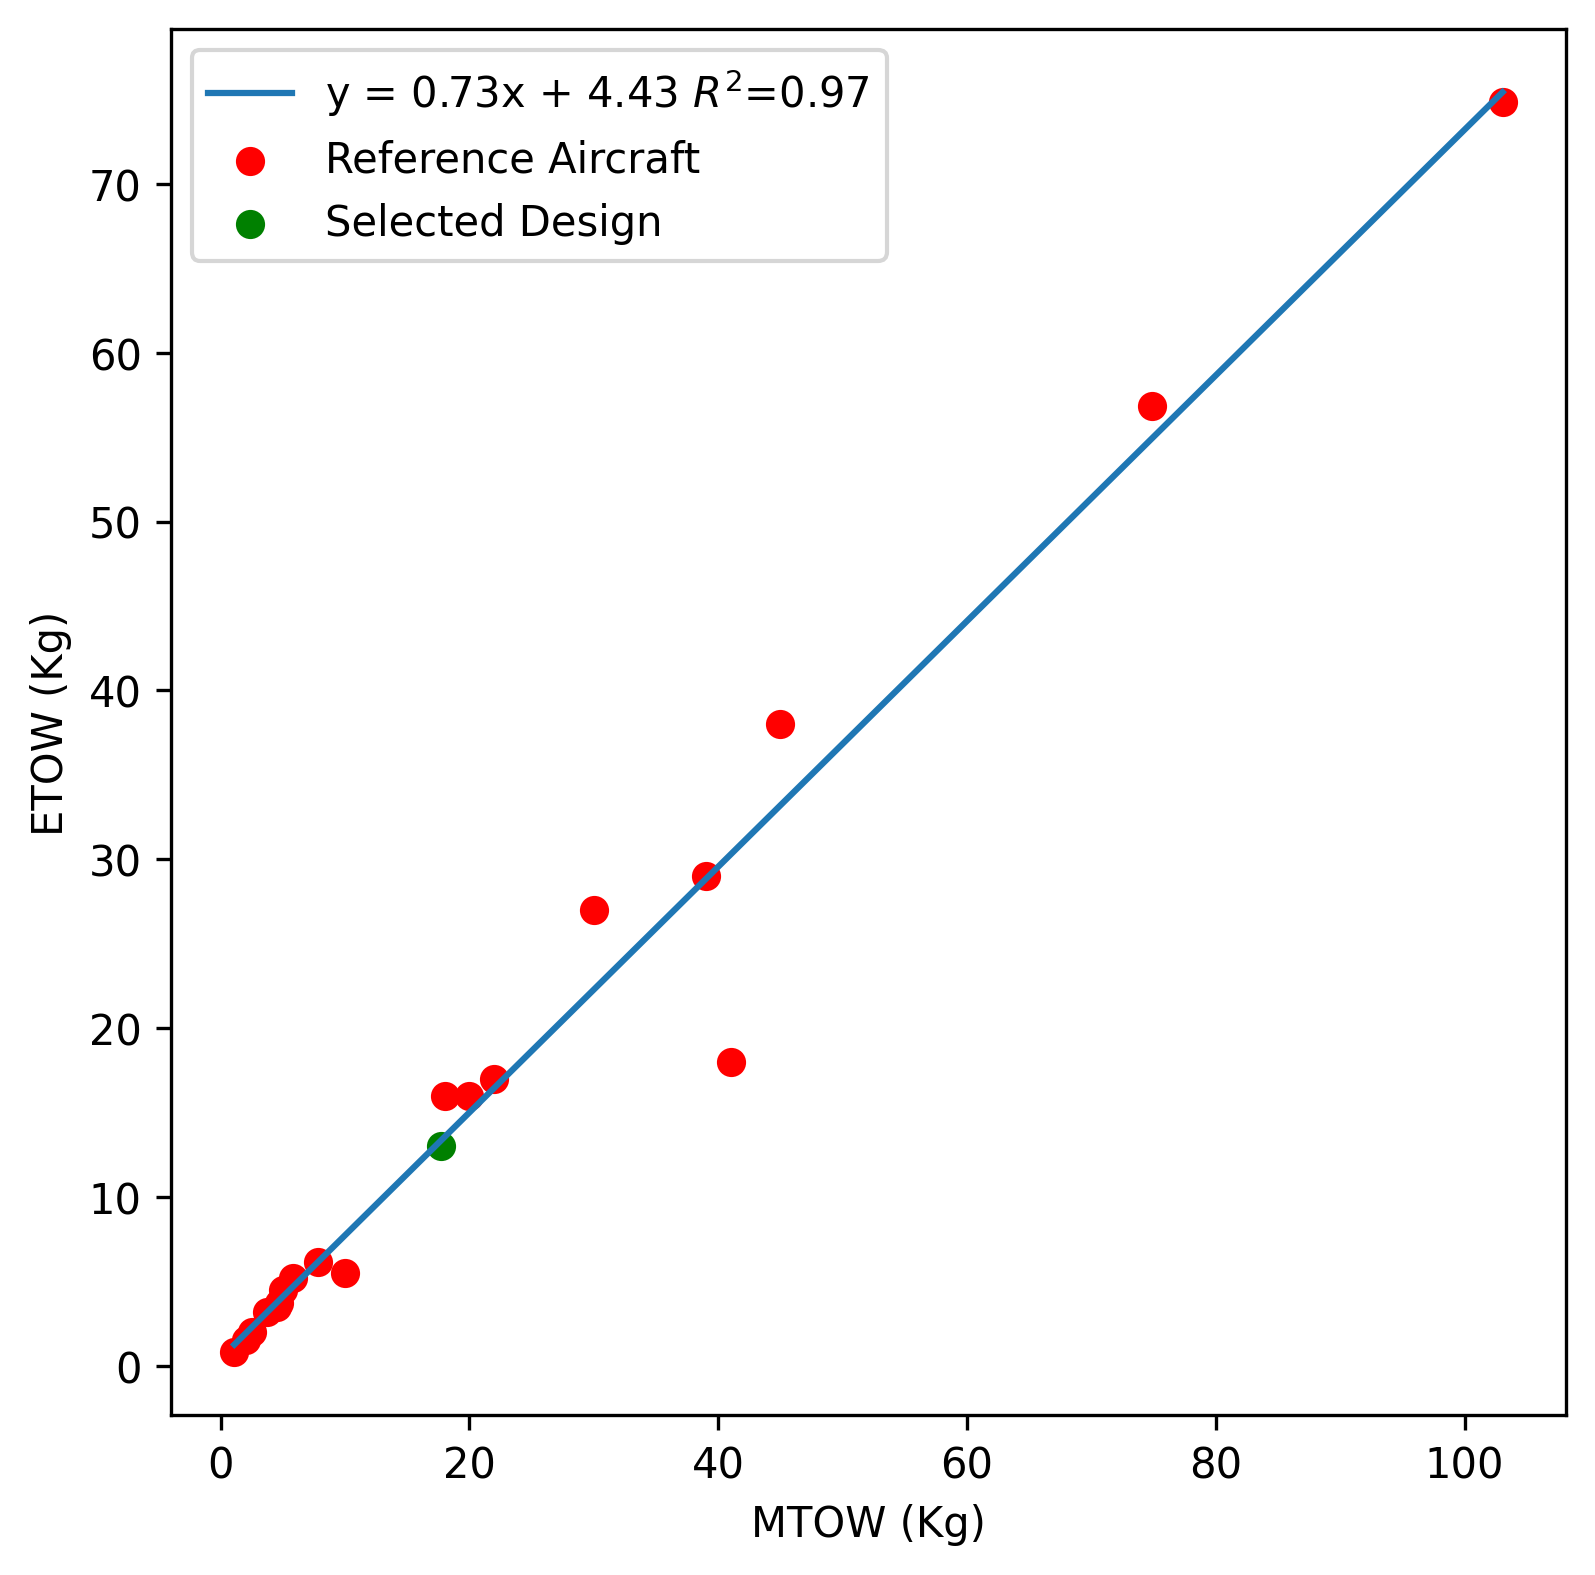 y = 0.73x + 4.43 R²=0.97
Reference Aircraft
Selected Design
70
60
50
40
30
20
10
0
ETOW (Kg)
0 20 40 60 80 100
MTOW (Kg)